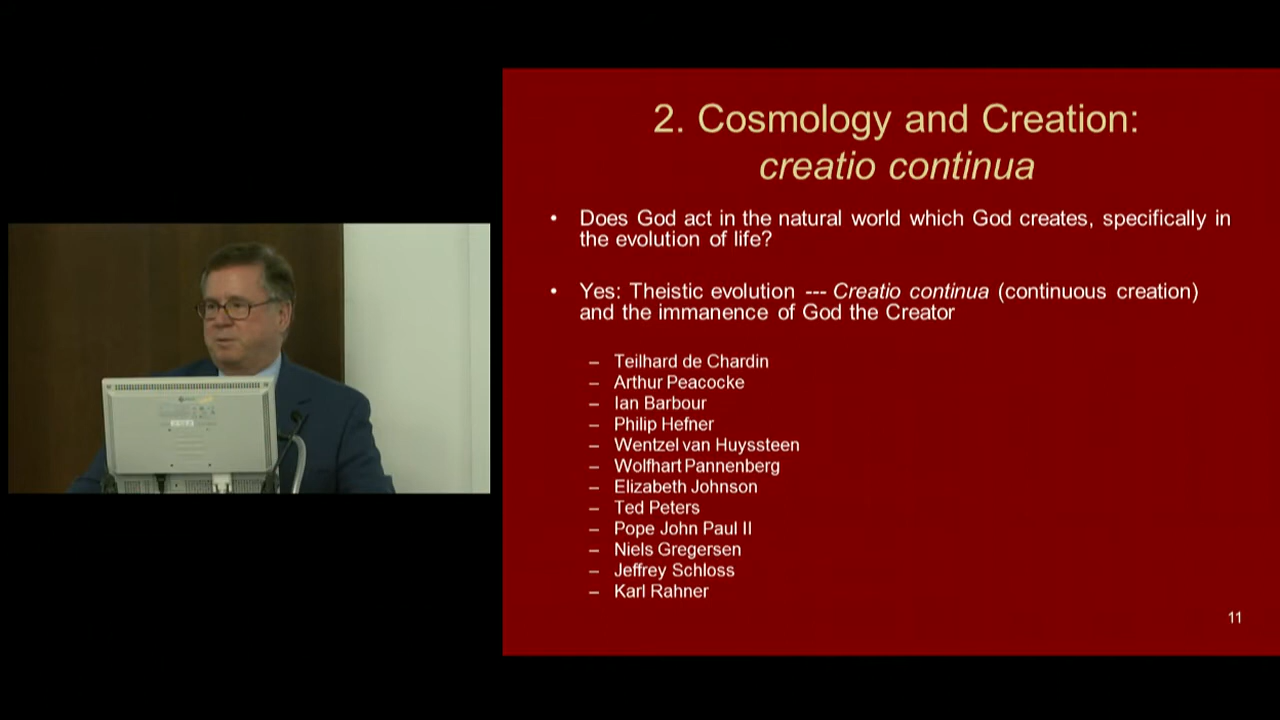 2. Cosmology and Creation:
creatio continua
• Does God act in the natural world which God creates, specifically in
the evolution of life?
• Yes: Theistic evolution --- Creatio continua (continuous creation)
and the immanence of God the Creator
– Teilhard de Chardin
– Arthur Peacocke
– Ian Barbour
– Philip Hefner
– Wentzel van Huyssteen
– Wolfhart Pannenberg
– Elizabeth Johnson
– Ted Peters
– Pope John Paul II
– Niels Gregersen
– Jeffrey Schloss
– Karl Rahner
11